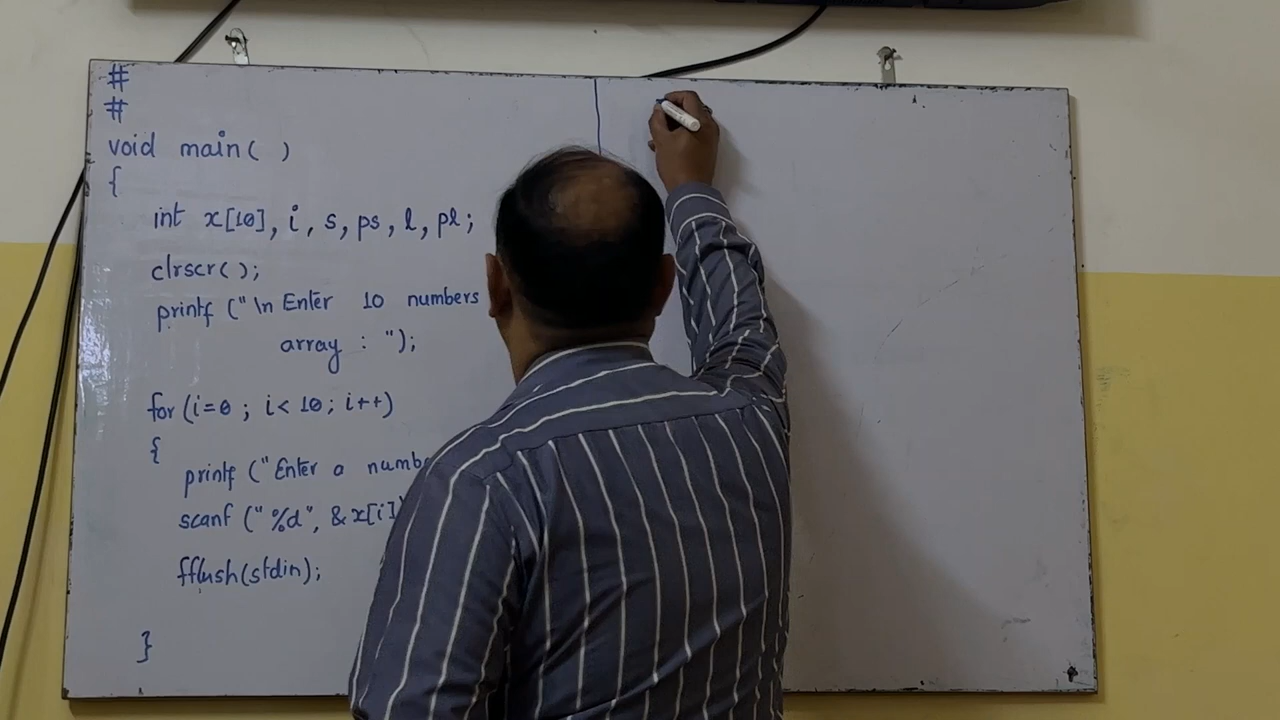 #
#
void main( )
{
int x[10], i, s, ps, l, pl;
clrscr( );
printf ("\n Enter 10 numbers
array : ");
for (i=0 ; i< 10; i++)
{
printf ("Enter a
scanf ("%d", &x[i]
fflush(stdin);
}